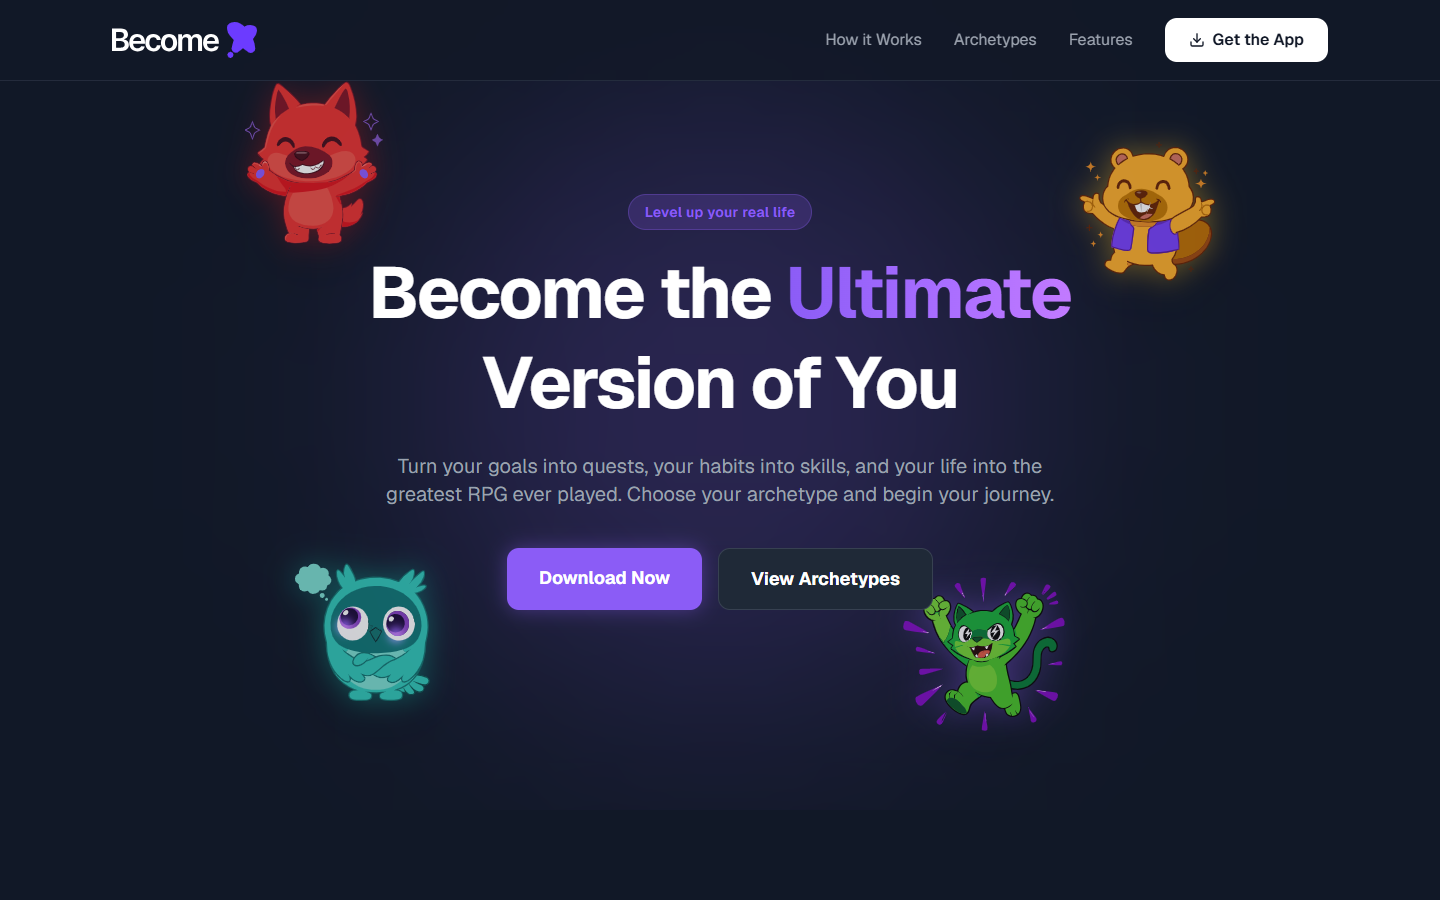 Become
How it Works
Archetypes
Features
Get the App
Level up your real life
Become the Ultimate
Version of You
Turn your goals into quests, your habits into skills, and your life into the
greatest RPG ever played. Choose your archetype and begin your journey.
Download Now
View Archetypes